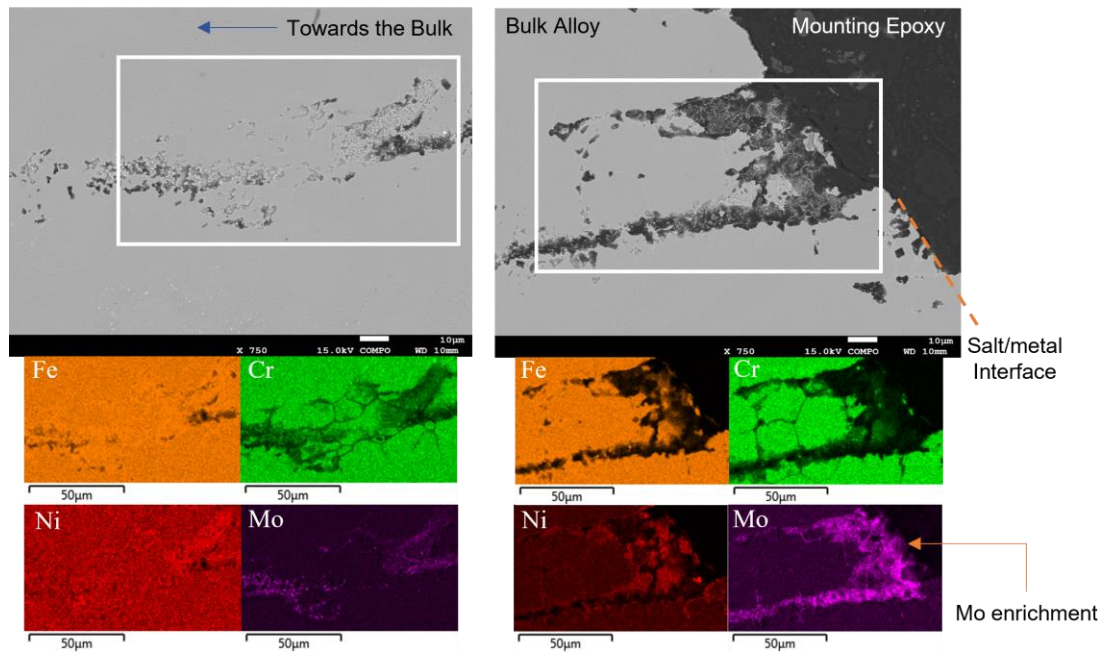 Towards the Bulk
Bulk Alloy
Mounting Epoxy
10µm
X 750 15.0kV COMPO WD 10mm
10µm
X 750 15.0kV COMPO WD 10mm
Salt/metal
Interface
Fe
Cr
50µm
50µm
Fe
Cr
50µm
50µm
Ni
Mo
50µm
50µm
Ni
Mo
50µm
50µm
Mo enrichment